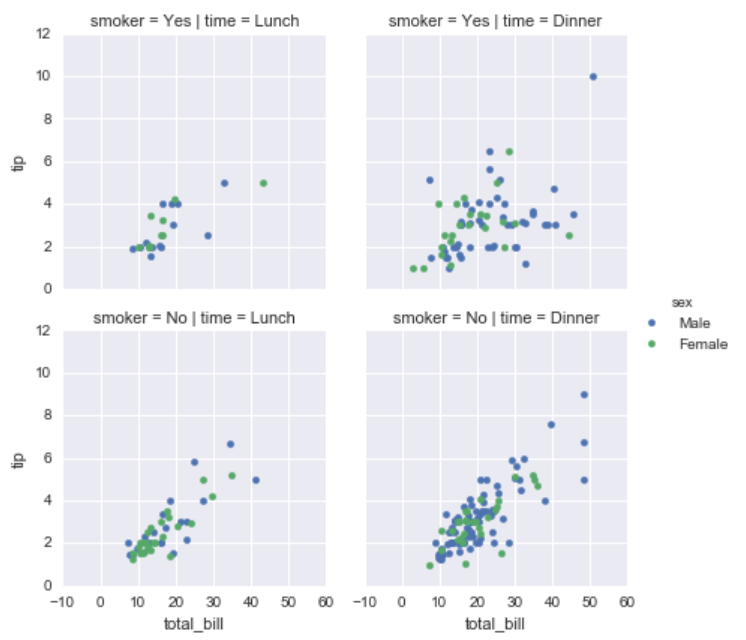 smoker = Yes | time = Lunch
smoker = Yes | time = Dinner
12
10
8
6
4
2
0
tip
smoker = No | time = Lunch
smoker = No | time = Dinner
12
10
8
6
4
2
0
tip
−10 0 10 20 30 40 50 60
−10 0 10 20 30 40 50 60
total_bill
total_bill
sex
Male
Female